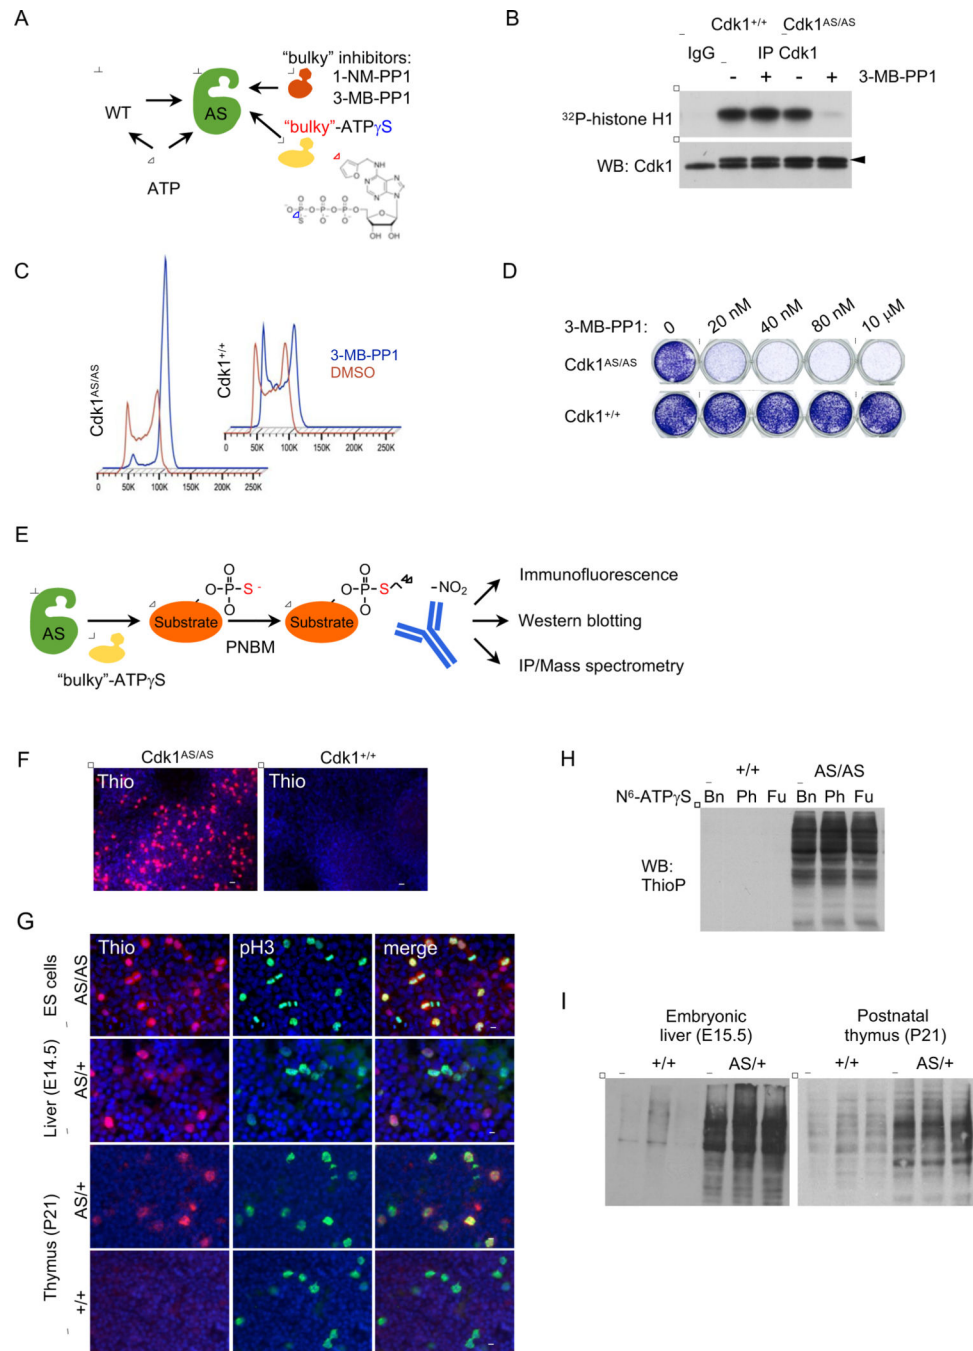 A
"bulky" inhibitors:
1-NM-PP1
3-MB-PP1
WT
AS
"bulky"-ATPγS
ATP
B
Cdk1+/+
Cdk1AS/AS
IgG
IP Cdk1
- + - +
3-MB-PP1
32P-histone H1
WB: Cdk1
C
Cdk1AS/AS
Cdk1+/+
3-MB-PP1
DMSO
0 50K 100K 150K 200K 250K
0 50K 100K 150K 200K 250K
D
3-MB-PP1: 0 20 nM 40 nM 80 nM 10 µM
Cdk1AS/AS
Cdk1+/+
E
AS
"bulky"-ATPγS
Substrate
O
O-P-S-
O
PNBM
Substrate
O
O-P-S
O
-NO2
Immunofluorescence
Western blotting
IP/Mass spectrometry
F
Cdk1AS/AS
Cdk1+/+
Thio
Thio
G
Thio
pH3
merge
ES cells
AS/AS
Liver (E14.5)
AS/+
Thymus (P21)
AS/+
+/+
H
+/+
AS/AS
N6-ATPγS Bn Ph Fu Bn Ph Fu
WB:
ThioP
I
Embryonic
liver (E15.5)
+/+
AS/+
Postnatal
thymus (P21)
+/+
AS/+